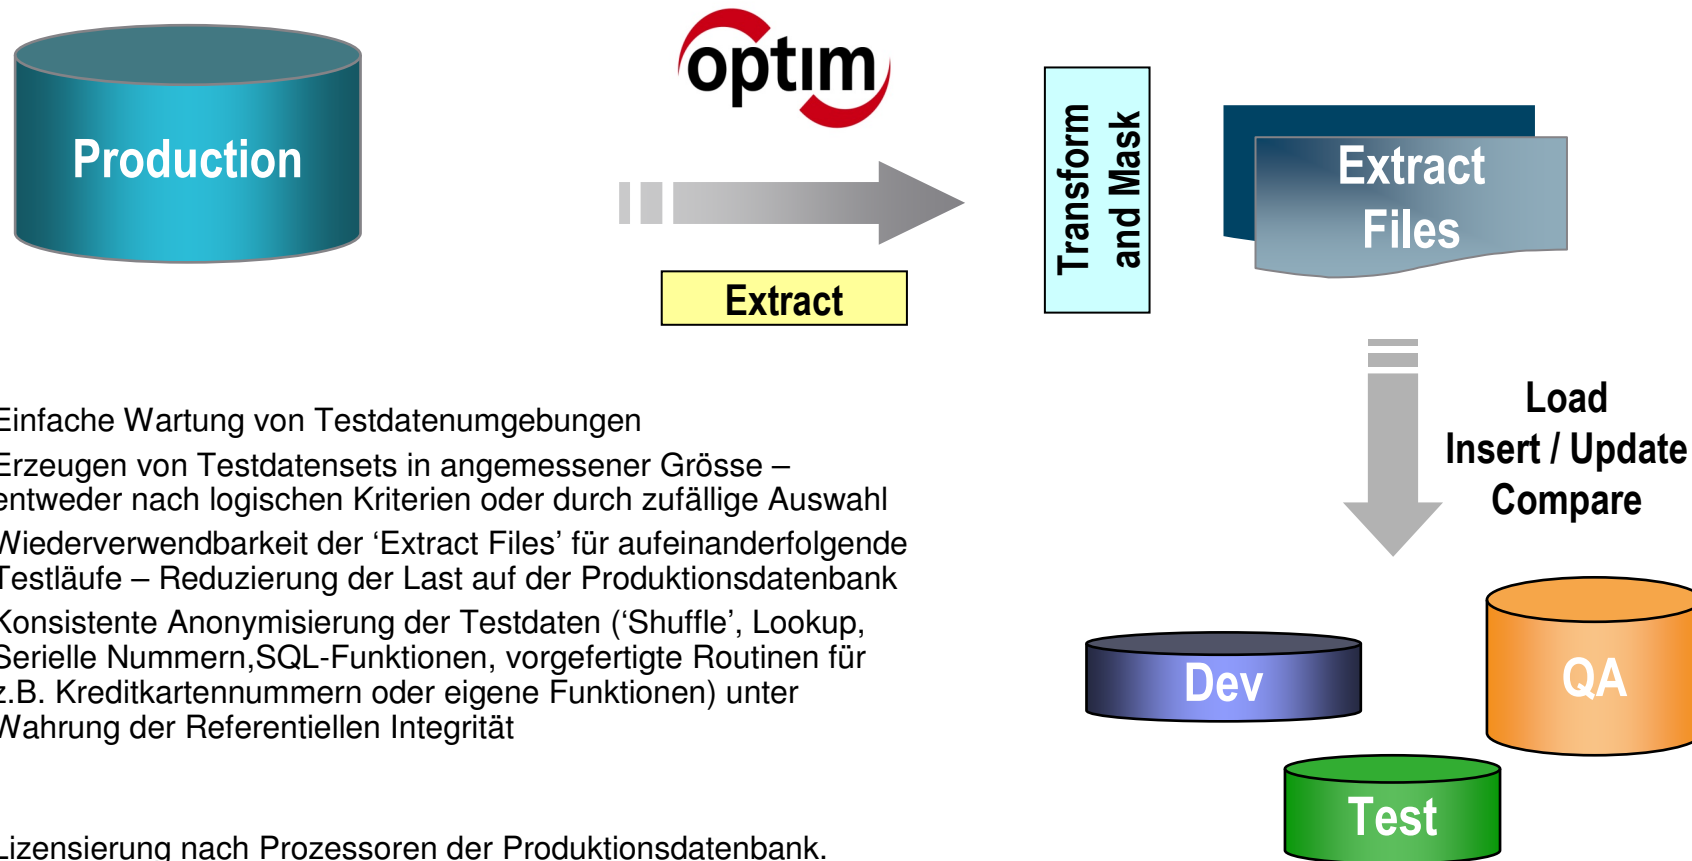 optim
Production
Transform
and Mask
Extract
Files
Extract
Load
Insert / Update
Compare
Einfache Wartung von Testdatenumgebungen
Erzeugen von Testdatensets in angemessener Grösse –
entweder nach logischen Kriterien oder durch zufällige Auswahl
Wiederverwendbarkeit der ‘Extract Files’ für aufeinanderfolgende
Testläufe – Reduzierung der Last auf der Produktionsdatenbank
Konsistente Anonymisierung der Testdaten (‘Shuffle’, Lookup,
Serielle Nummern,SQL-Funktionen, vorgefertigte Routinen für
z.B. Kreditkartennummern oder eigene Funktionen) unter
Wahrung der Referentiellen Integrität
Lizensierung nach Prozessoren der Produktionsdatenbank.
Dev
QA
Test